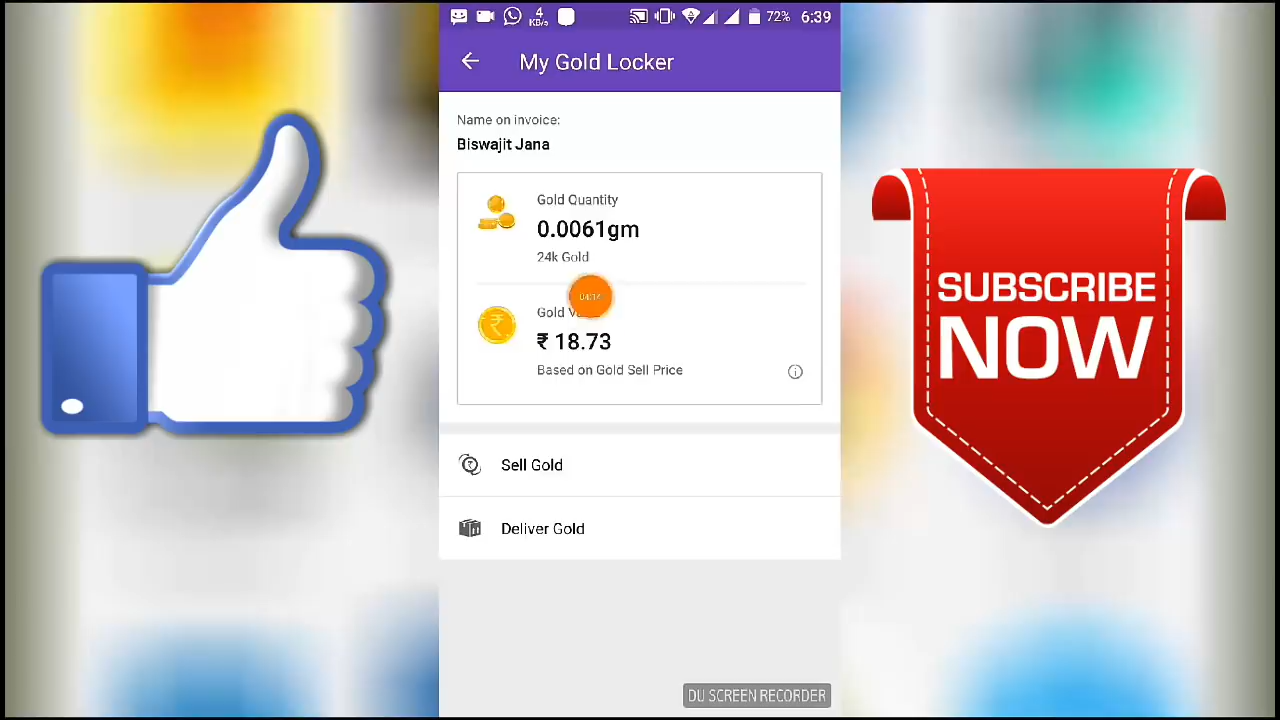 4
KB/s
72% 6:39
My Gold Locker
Name on invoice:
Biswajit Jana
Gold Quantity
0.0061gm
24k Gold
Gold
₹ 18.73
Based on Gold Sell Price
Sell Gold
Deliver Gold
SUBSCRIBE
NOW
DU SCREEN RECORDER